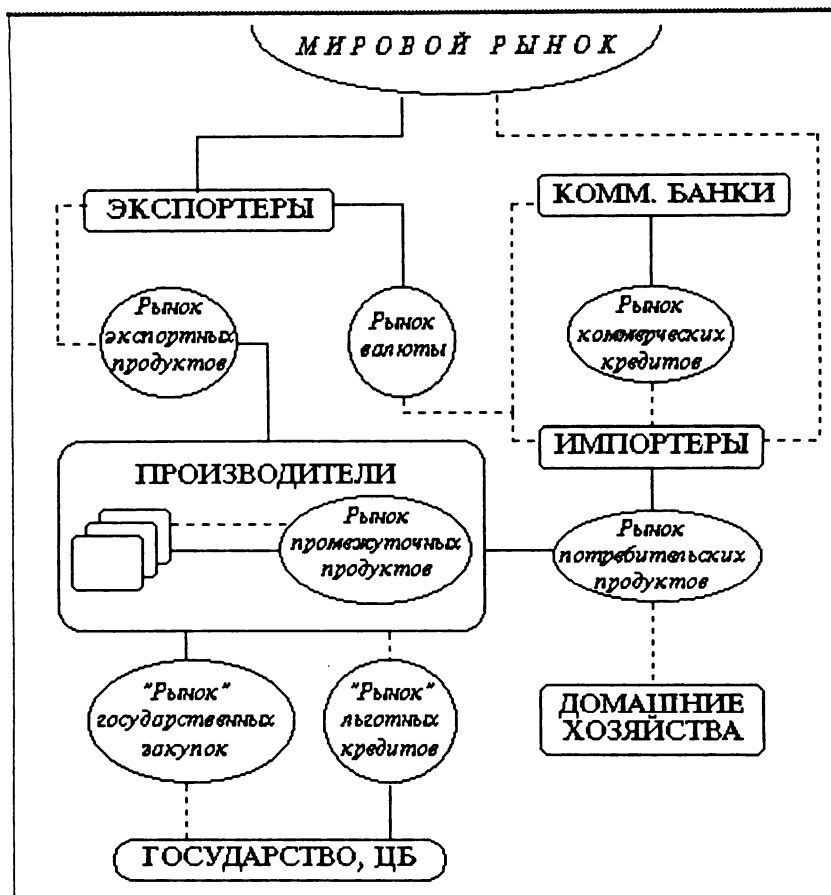 МИРОВОЙ РЫНОК
ЭКСПОРТЕРЫ
КОММ. БАНКИ
Рынок
экспортных
продуктов
Рынок
валюты
Рынок
коммерческих
кредитов
ИМПОРТЕРЫ
ПРОИЗВОДИТЕЛИ
Рынок
промежуточных
продуктов
Рынок
потребительских
продуктов
"Рынок"
государственных
закупок
"Рынок"
льготных
кредитов
ДОМАШНИЕ
ХОЗЯЙСТВА
ГОСУДАРСТВО, ЦБ